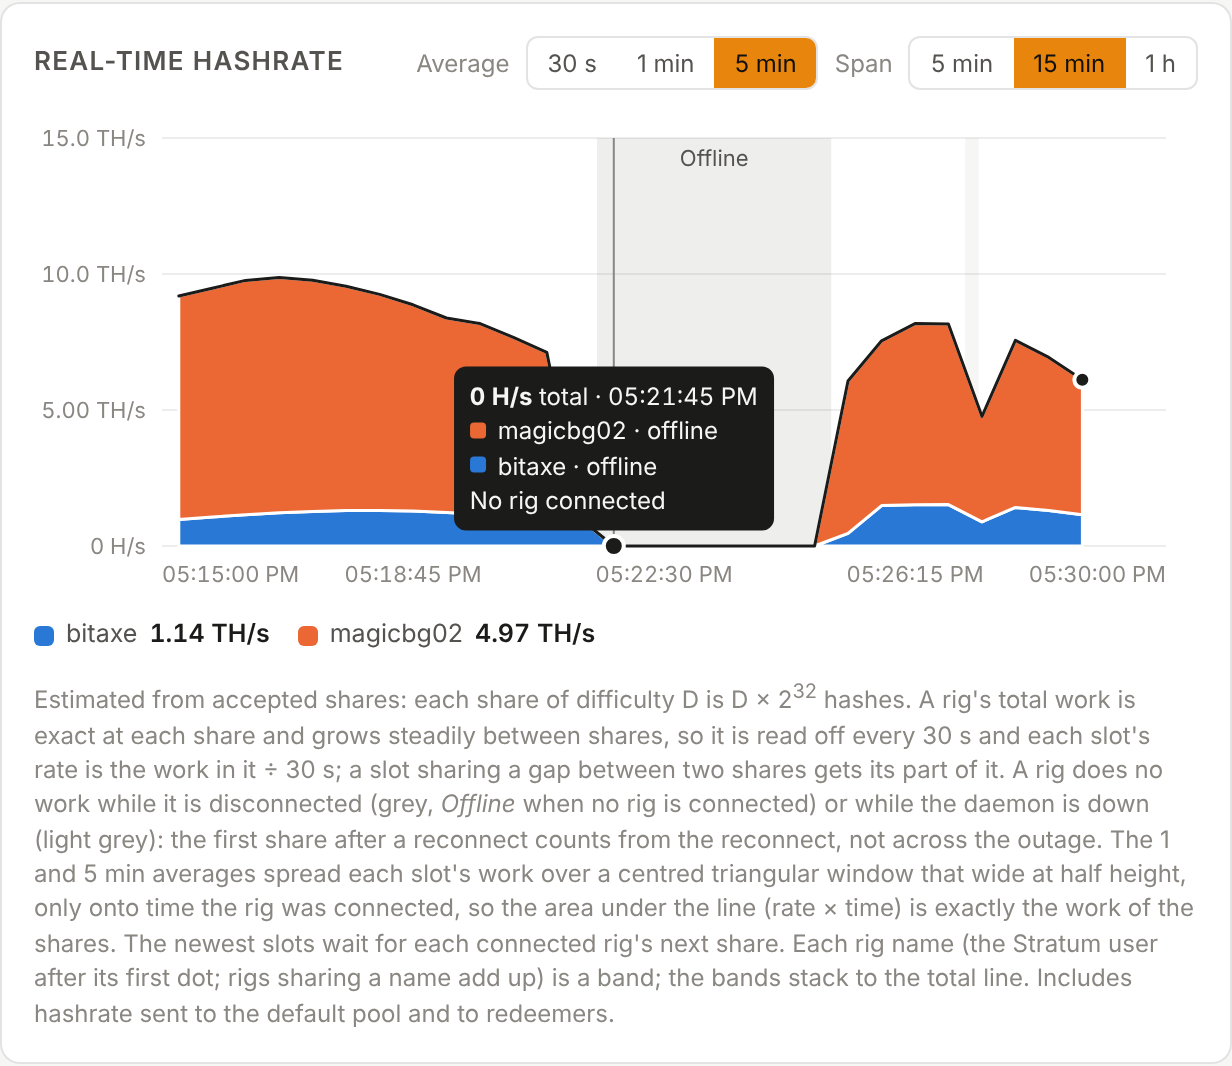 REAL-TIME HASHRATE
Average 30 s 1 min 5 min Span 5 min 15 min 1 h
15.0 TH/s
Offline
10.0 TH/s
5.00 TH/s
0 H/s total · 05:21:45 PM
magicbg02 · offline
bitaxe · offline
No rig connected
0 H/s
05:15:00 PM 05:18:45 PM 05:22:30 PM 05:26:15 PM 05:30:00 PM
bitaxe 1.14 TH/s magicbg02 4.97 TH/s
Estimated from accepted shares: each share of difficulty D is D × 2³² hashes. A rig's total work is
exact at each share and grows steadily between shares, so it is read off every 30 s and each slot's
rate is the work in it ÷ 30 s; a slot sharing a gap between two shares gets its part of it. A rig does no
work while it is disconnected (grey, Offline when no rig is connected) or while the daemon is down
(light grey): the first share after a reconnect counts from the reconnect, not across the outage. The 1
and 5 min averages spread each slot's work over a centred triangular window that wide at half height,
only onto time the rig was connected, so the area under the line (rate × time) is exactly the work of the
shares. The newest slots wait for each connected rig's next share. Each rig name (the Stratum user
after its first dot; rigs sharing a name add up) is a band; the bands stack to the total line. Includes
hashrate sent to the default pool and to redeemers.